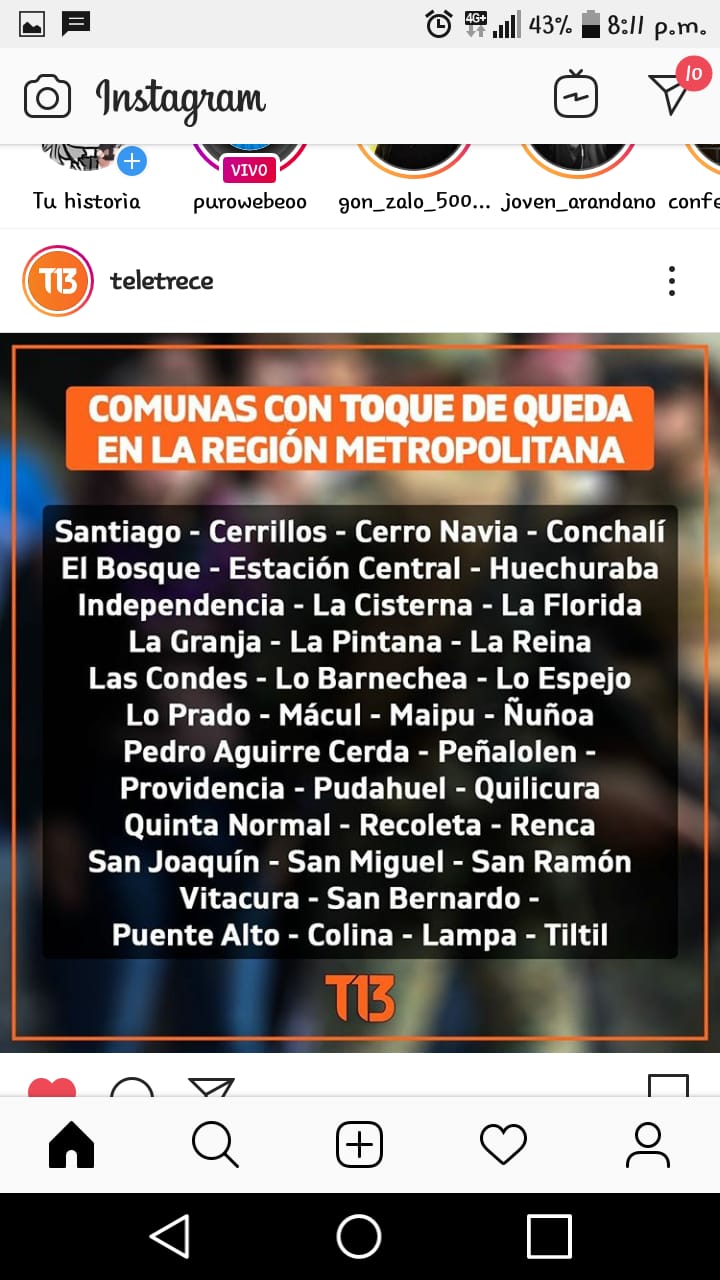 4G+ 43% 8:11 p.m.
Instagram
10
VIVO
Tu historia purowebeoo gon_zalo_500... joven_arandano confe
T13 teletrece
COMUNAS CON TOQUE DE QUEDA
EN LA REGIÓN METROPOLITANA
Santiago - Cerrillos - Cerro Navia - Conchalí
El Bosque - Estación Central - Huechuraba
Independencia - La Cisterna - La Florida
La Granja - La Pintana - La Reina
Las Condes - Lo Barnechea - Lo Espejo
Lo Prado - Mácul - Maipu - Ñuñoa
Pedro Aguirre Cerda - Peñalolen -
Providencia - Pudahuel - Quilicura
Quinta Normal - Recoleta - Renca
San Joaquín - San Miguel - San Ramón
Vitacura - San Bernardo -
Puente Alto - Colina - Lampa - Tiltil
T13